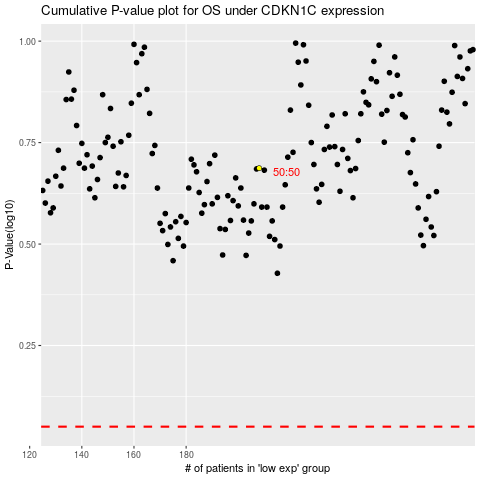 Cumulative P-value plot for OS under CDKN1C expression
P-Value(log10)
1.00
0.75
0.50
0.25
50:50
120 140 160 180
# of patients in 'low exp' group